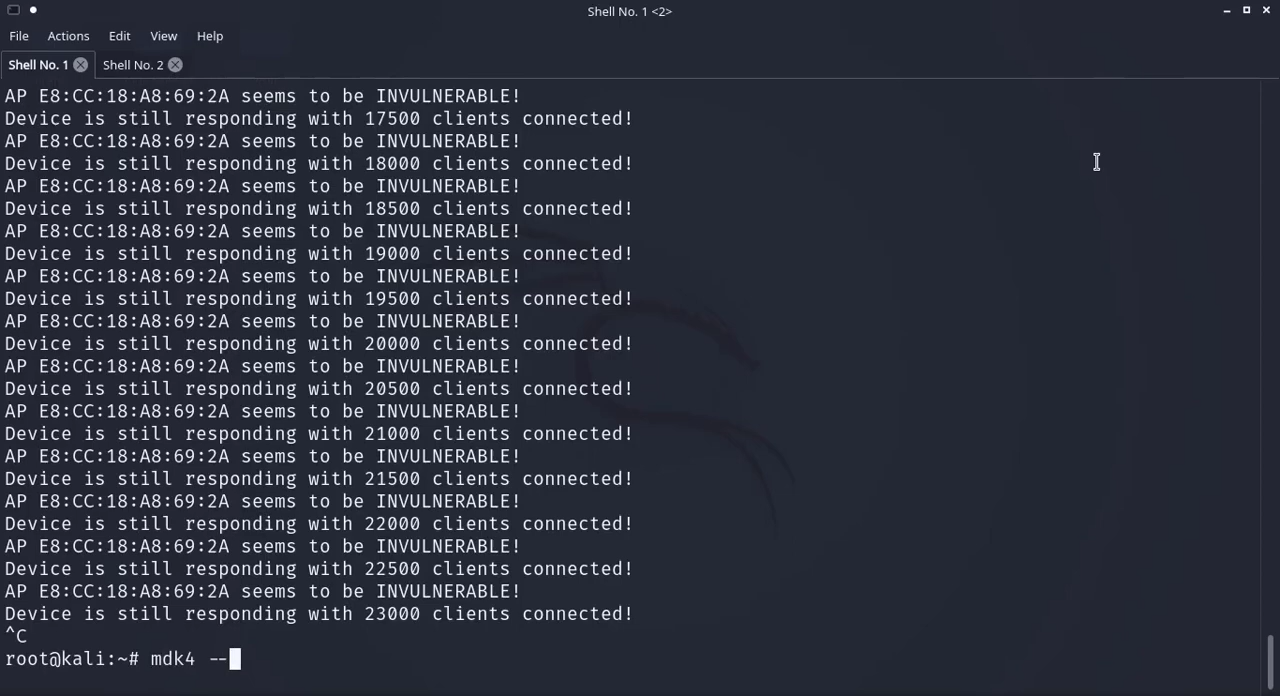 Shell No. 1 <2>
File Actions Edit View Help
Shell No. 1 Shell No. 2
AP E8:CC:18:A8:69:2A seems to be INVULNERABLE!
Device is still responding with 17500 clients connected!
AP E8:CC:18:A8:69:2A seems to be INVULNERABLE!
Device is still responding with 18000 clients connected!
AP E8:CC:18:A8:69:2A seems to be INVULNERABLE!
Device is still responding with 18500 clients connected!
AP E8:CC:18:A8:69:2A seems to be INVULNERABLE!
Device is still responding with 19000 clients connected!
AP E8:CC:18:A8:69:2A seems to be INVULNERABLE!
Device is still responding with 19500 clients connected!
AP E8:CC:18:A8:69:2A seems to be INVULNERABLE!
Device is still responding with 20000 clients connected!
AP E8:CC:18:A8:69:2A seems to be INVULNERABLE!
Device is still responding with 20500 clients connected!
AP E8:CC:18:A8:69:2A seems to be INVULNERABLE!
Device is still responding with 21000 clients connected!
AP E8:CC:18:A8:69:2A seems to be INVULNERABLE!
Device is still responding with 21500 clients connected!
AP E8:CC:18:A8:69:2A seems to be INVULNERABLE!
Device is still responding with 22000 clients connected!
AP E8:CC:18:A8:69:2A seems to be INVULNERABLE!
Device is still responding with 22500 clients connected!
AP E8:CC:18:A8:69:2A seems to be INVULNERABLE!
Device is still responding with 23000 clients connected!
^C
root@kali:~# mdk4 --